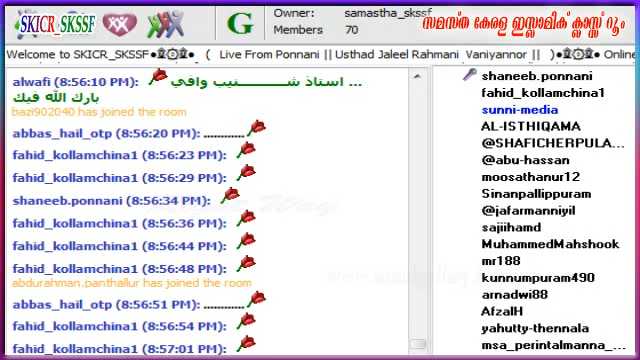 SKICR_SKSSF
G
Owner: samastha_skssf
Members 70
സമസ്ത കേരള ഇസ്ലാമിക് ക്ലാസ്സ് റൂം
Welcome to SKICR_SKSSF ( Live From Ponnani || Usthad Jaleel Rahmani Vaniyannor || ) Online
alwafi (8:56:10 PM): استاذ شـــــــنيب وافي ...
بارك الله فيك
bazi902040 has joined the room
abbas_hail_otp (8:56:20 PM): ............
fahid_kollamchina1 (8:56:23 PM):
fahid_kollamchina1 (8:56:29 PM):
shaneeb.ponnani (8:56:34 PM):
fahid_kollamchina1 (8:56:36 PM):
fahid_kollamchina1 (8:56:44 PM):
fahid_kollamchina1 (8:56:48 PM):
abdurahman.panthallur has joined the room
abbas_hail_otp (8:56:51 PM): ............
fahid_kollamchina1 (8:56:54 PM):
fahid_kollamchina1 (8:57:01 PM):
shaneeb.ponnani
fahid_kollamchina1
sunni-media
AL-ISTHIQAMA
@SHAFICHERPULA...
@abu-hassan
moosathanur12
Sinanpallippuram
@jafarmanniyil
sajiihamd
MuhammedMahshook
mr188
kunnumpuram490
arnadwi88
AfzalH
yahutty-thennala
msa_perintalmanna_...